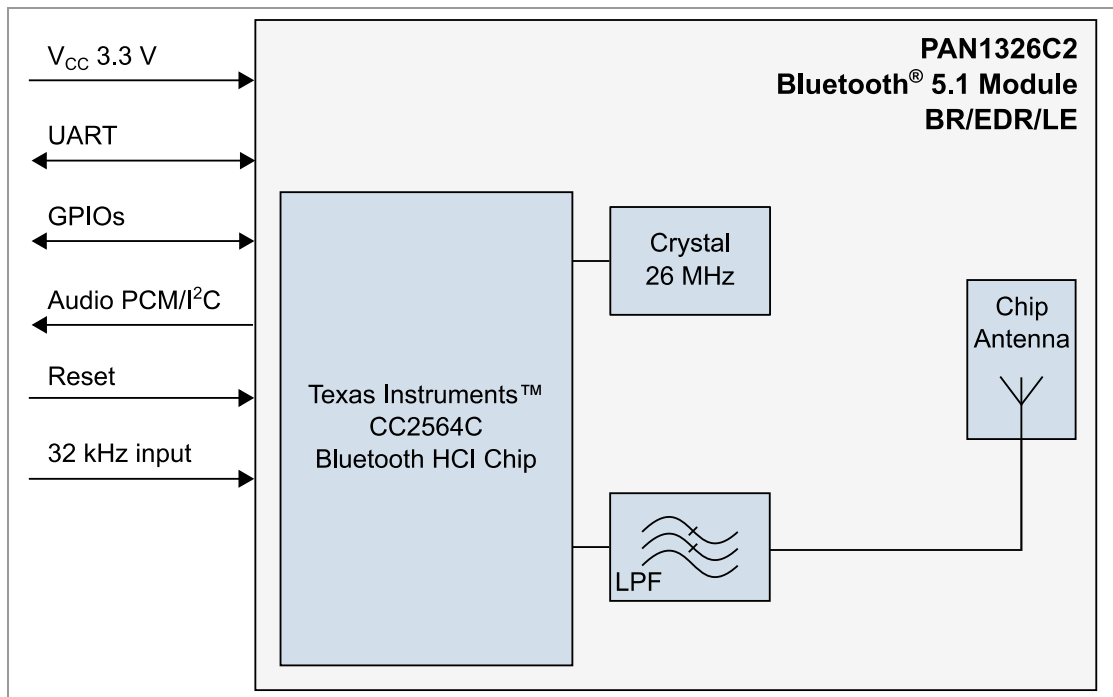 V_CC 3.3 V
UART
GPIOs
Audio PCM/I²C
Reset
32 kHz input
PAN1326C2
Bluetooth® 5.1 Module
BR/EDR/LE
Texas Instruments™
CC2564C
Bluetooth HCI Chip
Crystal
26 MHz
LPF
Chip
Antenna